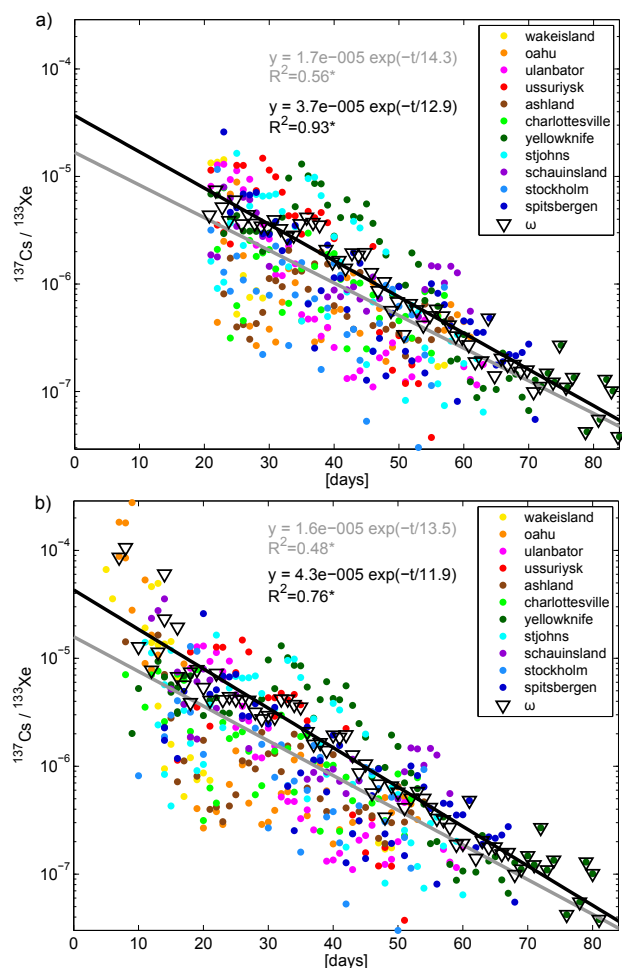 a)
10⁻⁴
10⁻⁵
10⁻⁶
10⁻⁷
¹³⁷Cs / ¹³³Xe
y = 1.7e−005 exp(−t/14.3)
R²=0.56*
y = 3.7e−005 exp(−t/12.9)
R²=0.93*
wakeisland
oahu
ulanbator
ussuriysk
ashland
charlottesville
yellowknife
stjohns
schauinsland
stockholm
spitsbergen
ω
0 10 20 30 40 50 60 70 80
[days]
b)
10⁻⁴
10⁻⁵
10⁻⁶
10⁻⁷
¹³⁷Cs / ¹³³Xe
y = 1.6e−005 exp(−t/13.5)
R²=0.48*
y = 4.3e−005 exp(−t/11.9)
R²=0.76*
wakeisland
oahu
ulanbator
ussuriysk
ashland
charlottesville
yellowknife
stjohns
schauinsland
stockholm
spitsbergen
ω
0 10 20 30 40 50 60 70 80
[days]